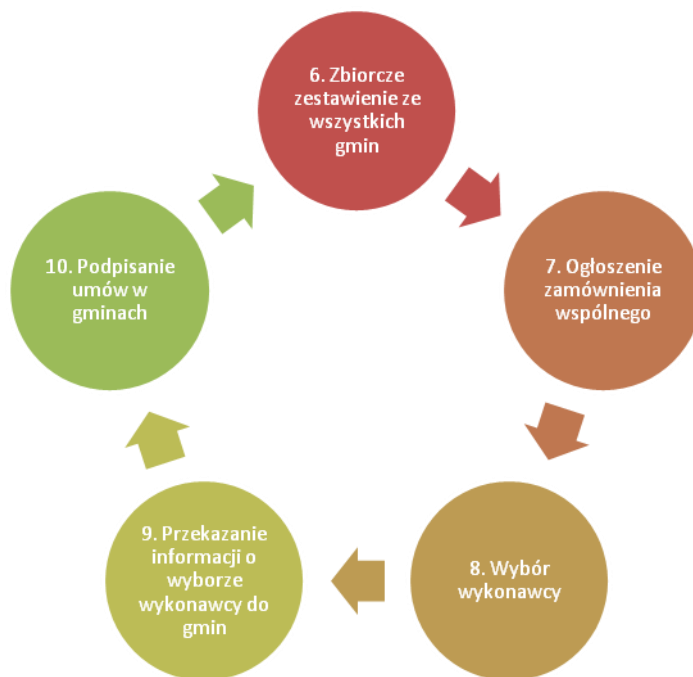 6. Zbiorcze
zestawienie ze
wszystkich
gmin
7. Ogłoszenie
zamównienia
wspólnego
8. Wybór
wykonawcy
9. Przekazanie
informacji o
wyborze
wykonawcy do
gmin
10. Podpisanie
umów w
gminach